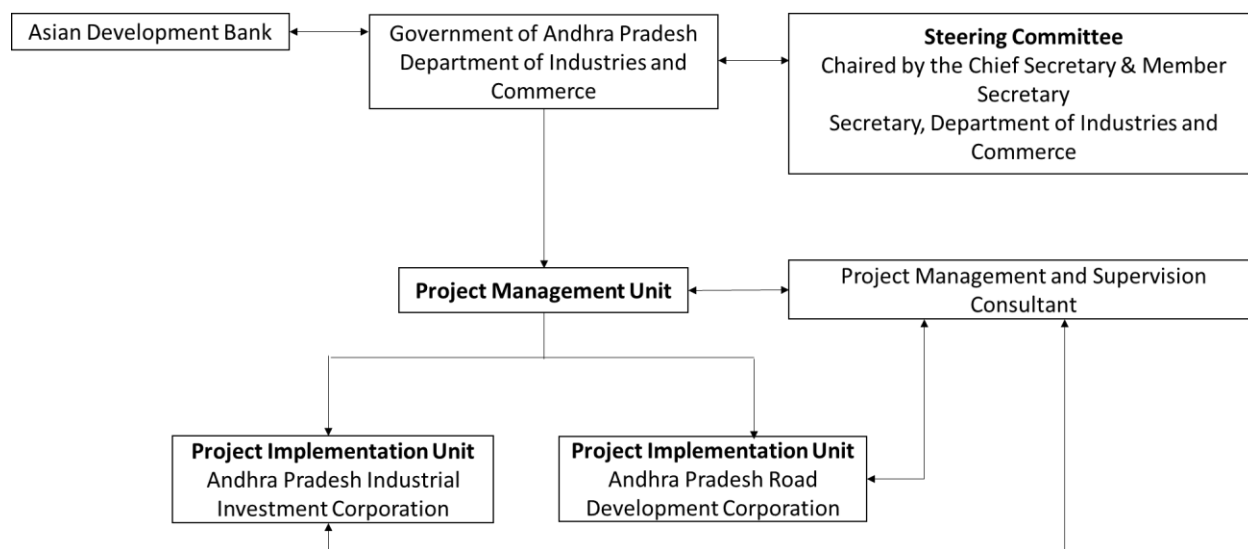 Asian Development Bank
Government of Andhra Pradesh
Department of Industries and
Commerce
Steering Committee
Chaired by the Chief Secretary & Member
Secretary
Secretary, Department of Industries and
Commerce
Project Management Unit
Project Management and Supervision
Consultant
Project Implementation Unit
Andhra Pradesh Industrial
Investment Corporation
Project Implementation Unit
Andhra Pradesh Road
Development Corporation